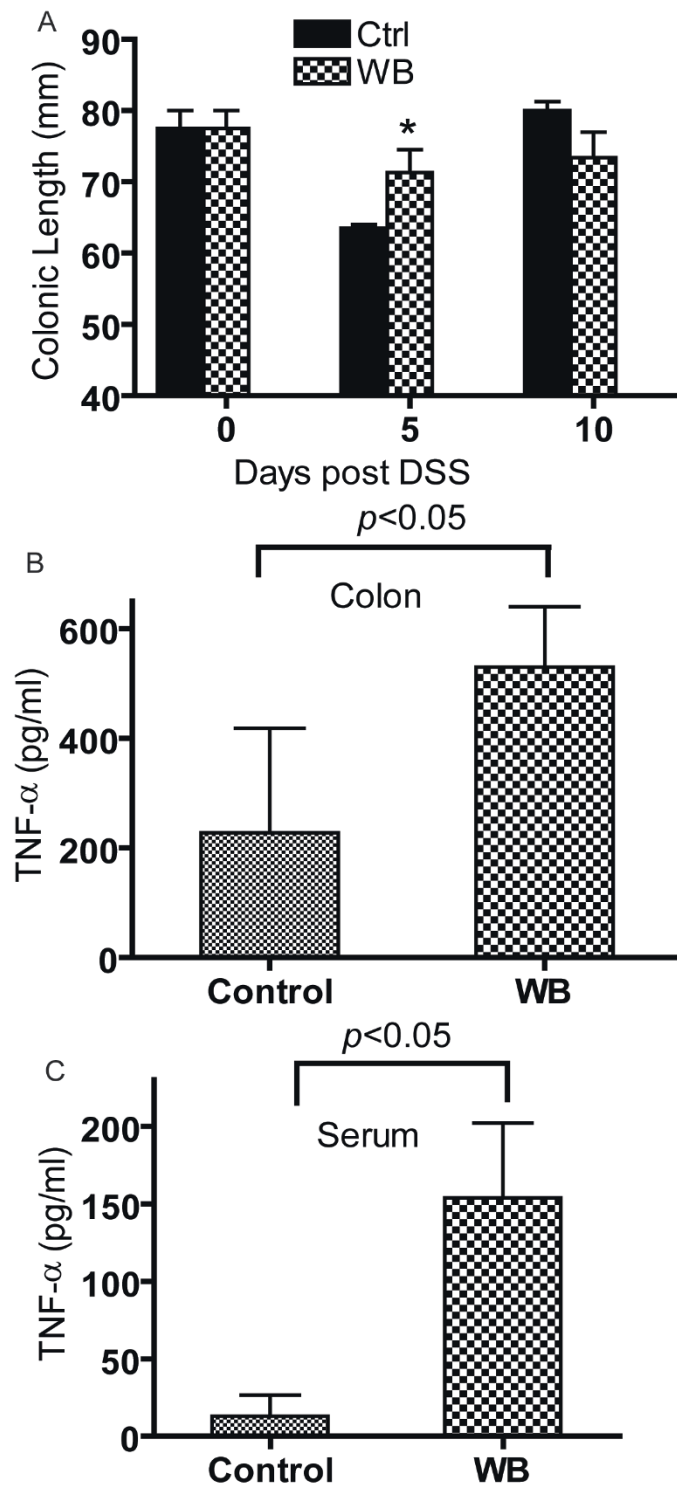 A
Ctrl
WB
Colonic Length (mm)
90
80
70
60
50
40
*
0 5 10
Days post DSS
p<0.05
B
Colon
TNF-α (pg/ml)
600
400
200
0
Control WB
p<0.05
C
Serum
TNF-α (pg/ml)
200
150
100
50
0
Control WB